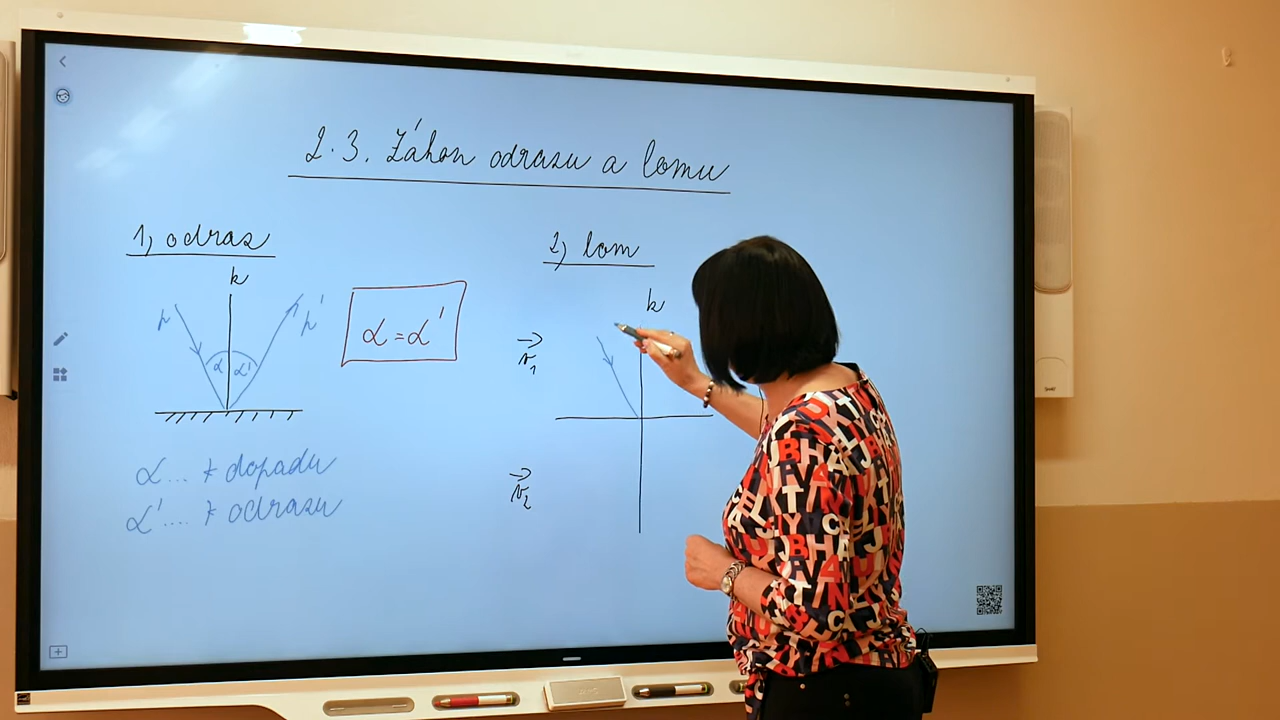 2.3. Zákon odrazu a lomu
1, odraz
k
p
p'
α
α'
α = α'
α... ∢ dopadu
α'.... ∢ odrazu
2, lom
k
v₁
v₂